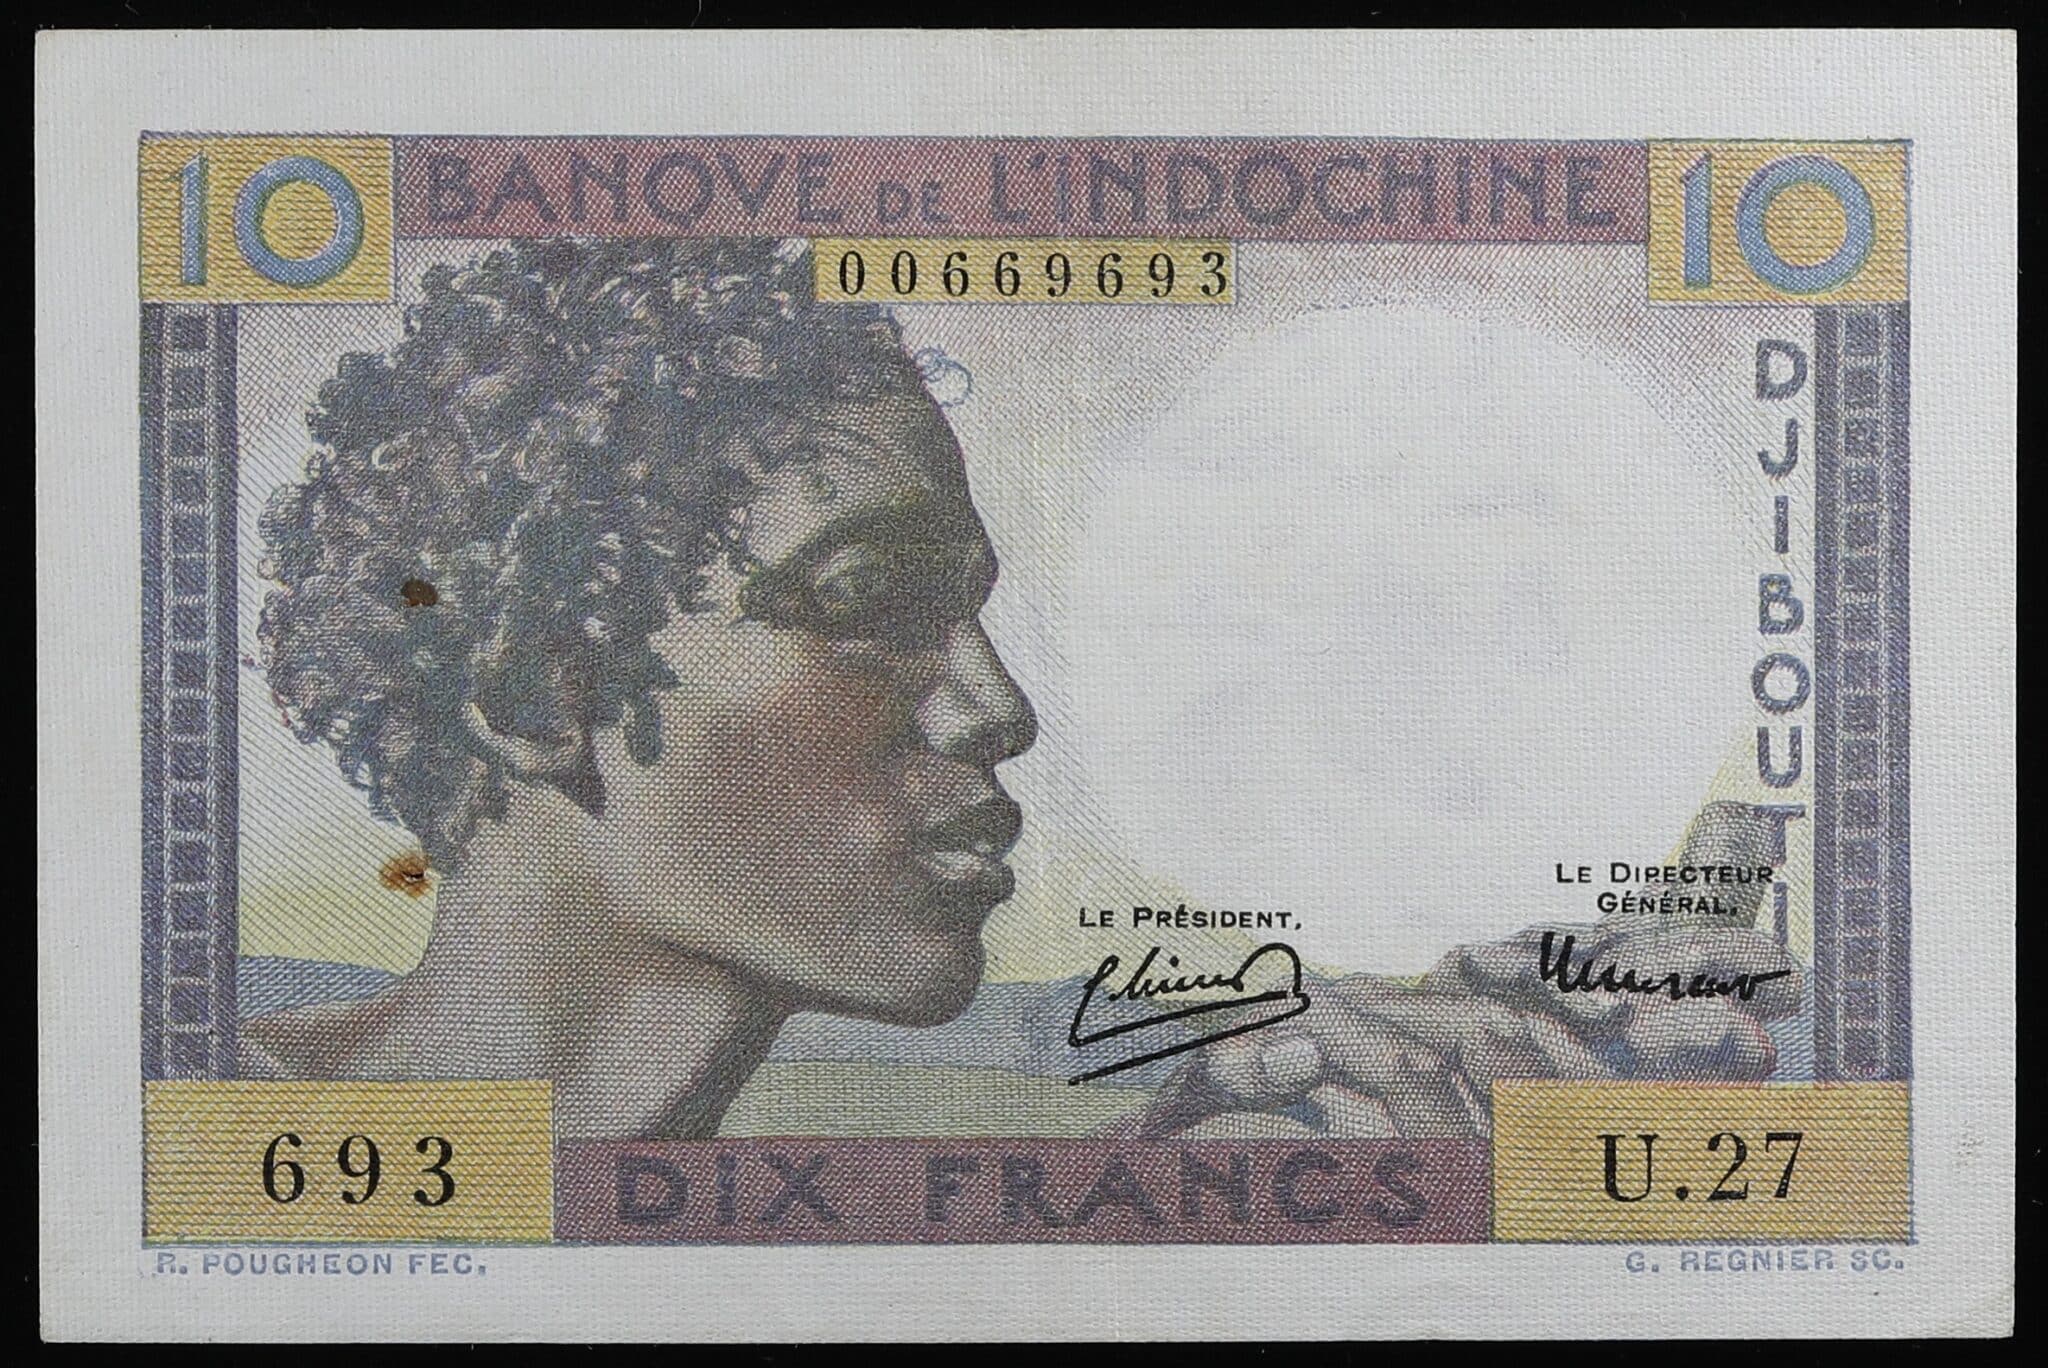 10 BANQVE DE L'INDOCHINE 10
00669693
DJIBOUTI
LE PRÉSIDENT,
LE DIRECTEUR
GÉNÉRAL,
693
DIX FRANCS
U.27
R. POUGHEON FEC.
G. REGNIER SC.